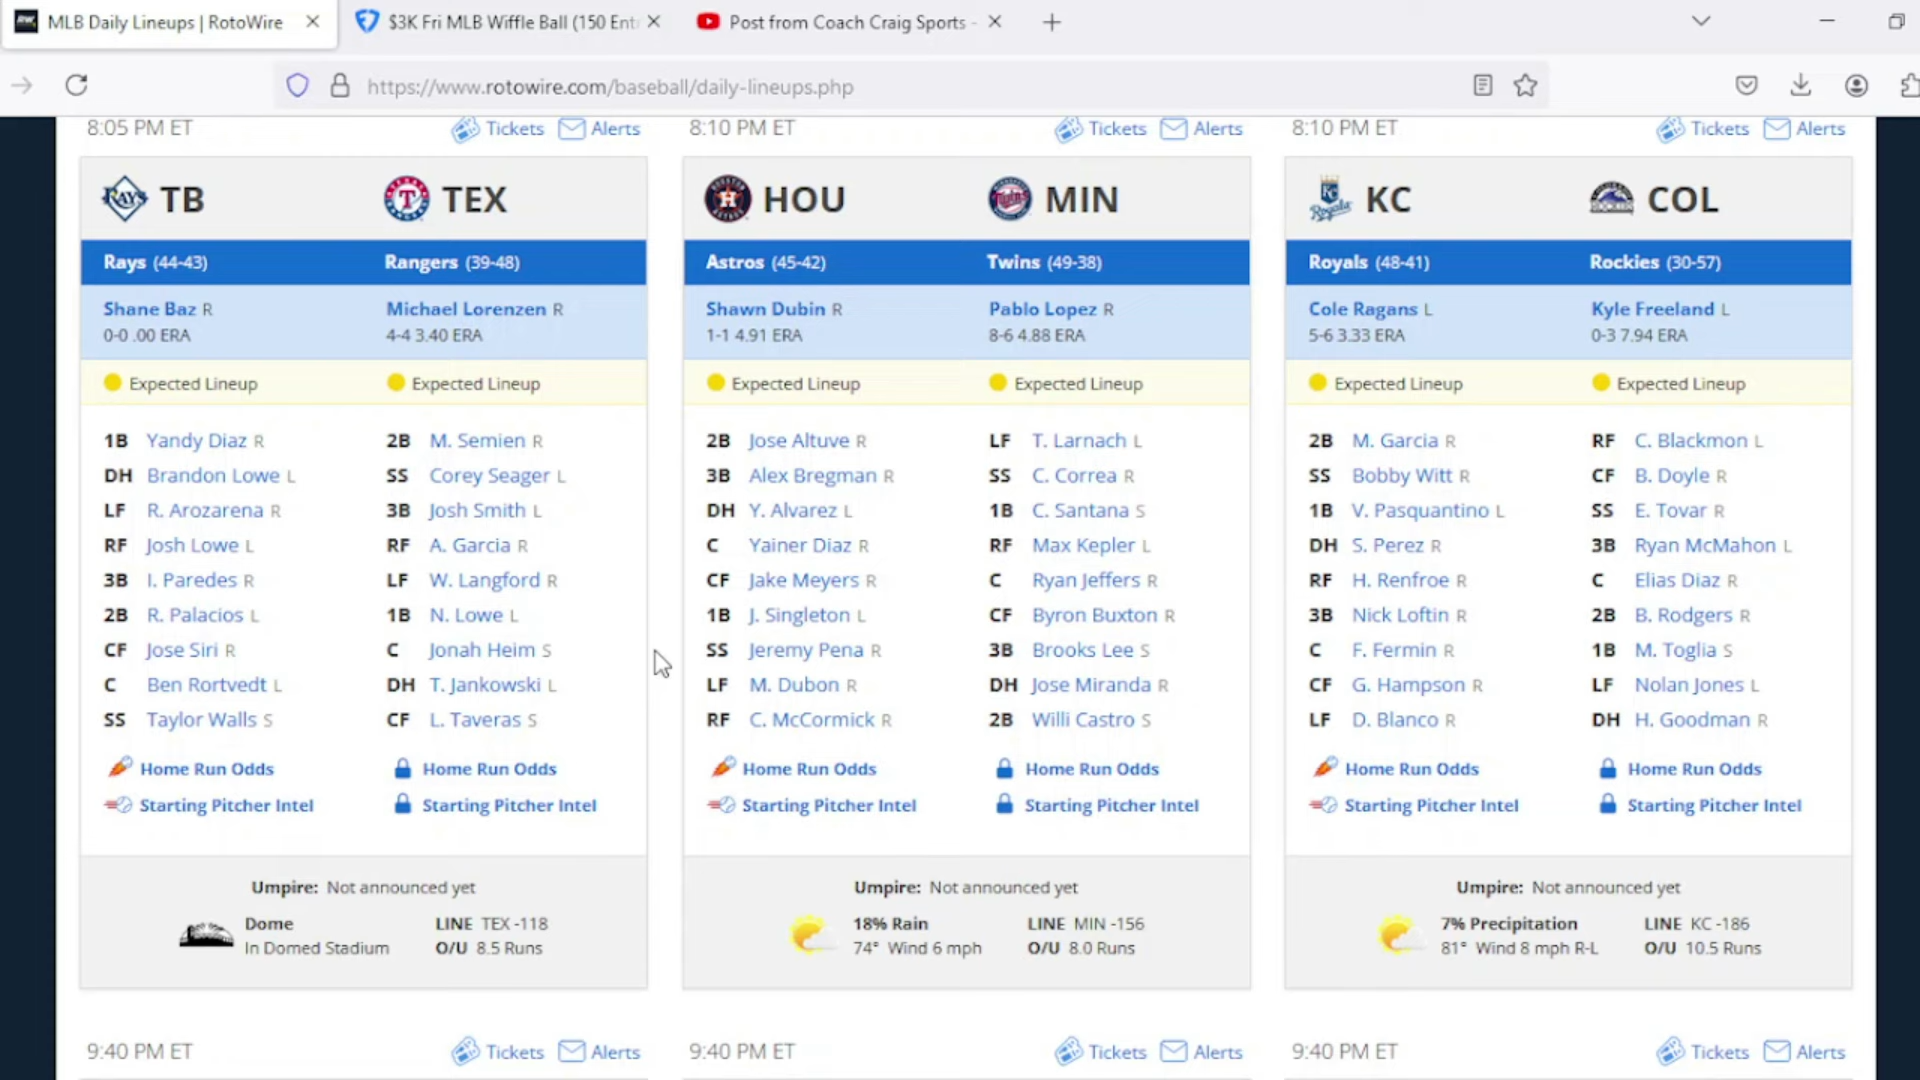 MLB Daily Lineups | RotoWire
$3K Fri MLB Wiffle Ball (150 Ent
Post from Coach Craig Sports -
https://www.rotowire.com/baseball/daily-lineups.php
8:05 PM ET Tickets Alerts
TB TEX
Rays (44-43) Rangers (39-48)
Shane Baz R Michael Lorenzen R
0-0 .00 ERA 4-4 3.40 ERA
Expected Lineup Expected Lineup
1B Yandy Diaz R 2B M. Semien R
DH Brandon Lowe L SS Corey Seager L
LF R. Arozarena R 3B Josh Smith L
RF Josh Lowe L RF A. Garcia R
3B I. Paredes R LF W. Langford R
2B R. Palacios L 1B N. Lowe L
CF Jose Siri R C Jonah Heim S
C Ben Rortvedt L DH T. Jankowski L
SS Taylor Walls S CF L. Taveras S
Home Run Odds Home Run Odds
Starting Pitcher Intel Starting Pitcher Intel
Umpire: Not announced yet
Dome LINE TEX -118
In Domed Stadium O/U 8.5 Runs
8:10 PM ET Tickets Alerts
HOU MIN
Astros (45-42) Twins (49-38)
Shawn Dubin R Pablo Lopez R
1-1 4.91 ERA 8-6 4.88 ERA
Expected Lineup Expected Lineup
2B Jose Altuve R LF T. Larnach L
3B Alex Bregman R SS C. Correa R
DH Y. Alvarez L 1B C. Santana S
C Yainer Diaz R RF Max Kepler L
CF Jake Meyers R C Ryan Jeffers R
1B J. Singleton L CF Byron Buxton R
SS Jeremy Pena R 3B Brooks Lee S
LF M. Dubon R DH Jose Miranda R
RF C. McCormick R 2B Willi Castro S
Home Run Odds Home Run Odds
Starting Pitcher Intel Starting Pitcher Intel
Umpire: Not announced yet
18% Rain LINE MIN -156
74° Wind 6 mph O/U 8.0 Runs
8:10 PM ET Tickets Alerts
KC COL
Royals (48-41) Rockies (30-57)
Cole Ragans L Kyle Freeland L
5-6 3.33 ERA 0-3 7.94 ERA
Expected Lineup Expected Lineup
2B M. Garcia R RF C. Blackmon L
SS Bobby Witt R CF B. Doyle R
1B V. Pasquantino L SS E. Tovar R
DH S. Perez R 3B Ryan McMahon L
RF H. Renfroe R C Elias Diaz R
3B Nick Loftin R 2B B. Rodgers R
C F. Fermin R 1B M. Toglia S
CF G. Hampson R LF Nolan Jones L
LF D. Blanco R DH H. Goodman R
Home Run Odds Home Run Odds
Starting Pitcher Intel Starting Pitcher Intel
Umpire: Not announced yet
7% Precipitation LINE KC -186
81° Wind 8 mph R-L O/U 10.5 Runs
9:40 PM ET Tickets Alerts
9:40 PM ET Tickets Alerts
9:40 PM ET Tickets Alerts